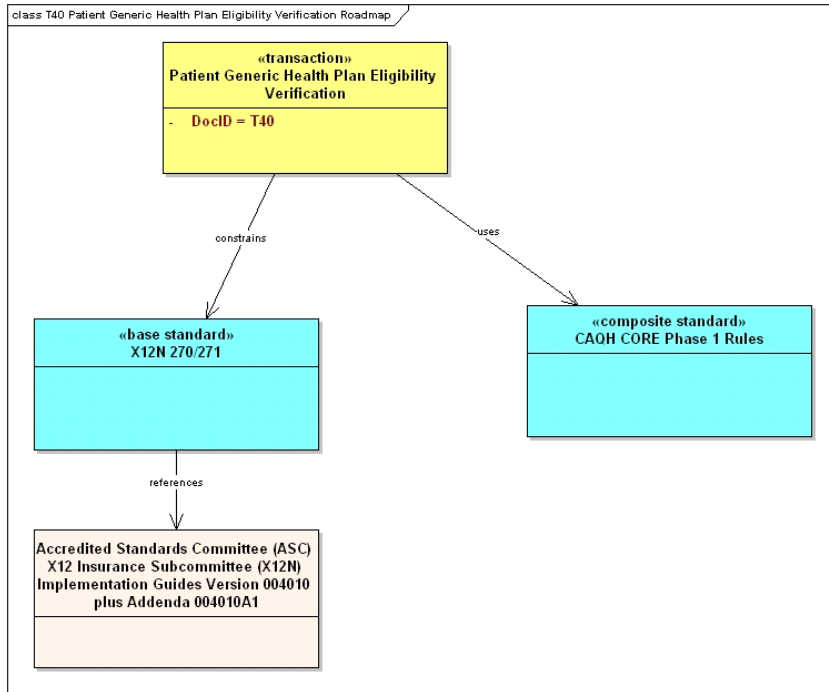 class T40 Patient Generic Health Plan Eligibility Verification Roadmap
«transaction»
Patient Generic Health Plan Eligibility
Verification
- DocID = T40
constrains
uses
«base standard»
X12N 270/271
«composite standard»
CAQH CORE Phase 1 Rules
references
Accredited Standards Committee (ASC)
X12 Insurance Subcommittee (X12N)
Implementation Guides Version 004010
plus Addenda 004010A1